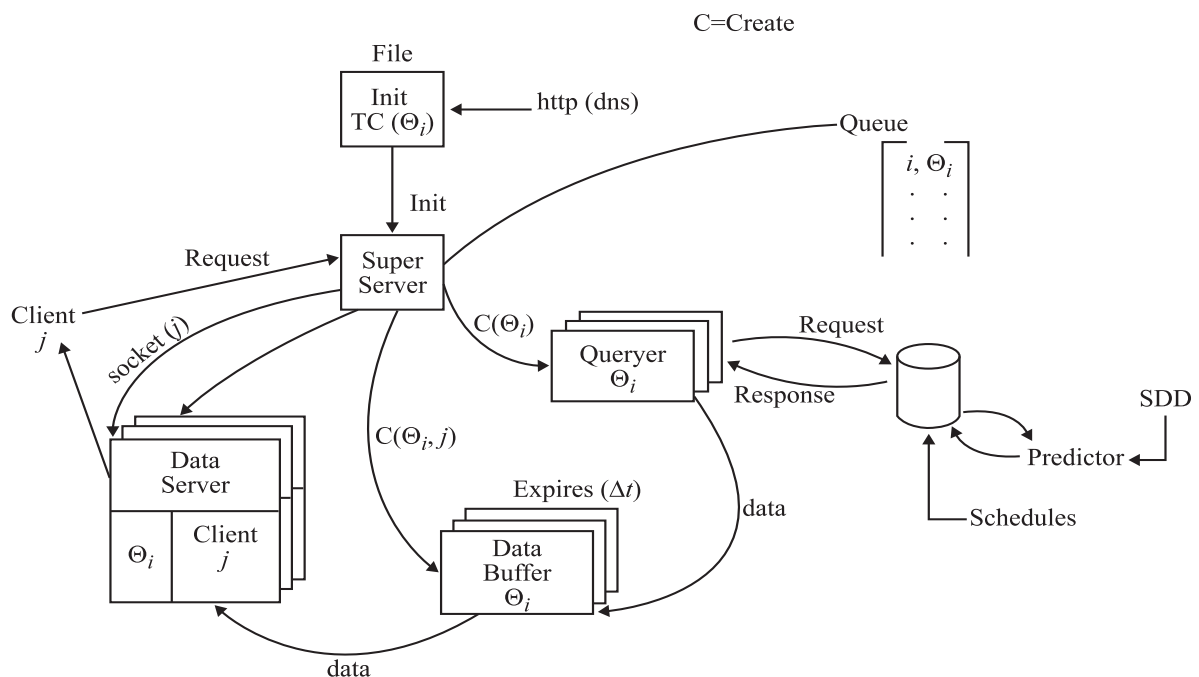 C=Create
File
Init
TC (Θi)
http (dns)
Queue
i, Θi
. .
. .
. .
Init
Request
Super
Server
Client
j
socket (j)
C(Θi)
Queryer
Θi
Request
Response
SDD
Predictor
Schedules
C(Θi, j)
Data
Server
Θi
Client
j
Expires (Δt)
data
Data
Buffer
Θi
data